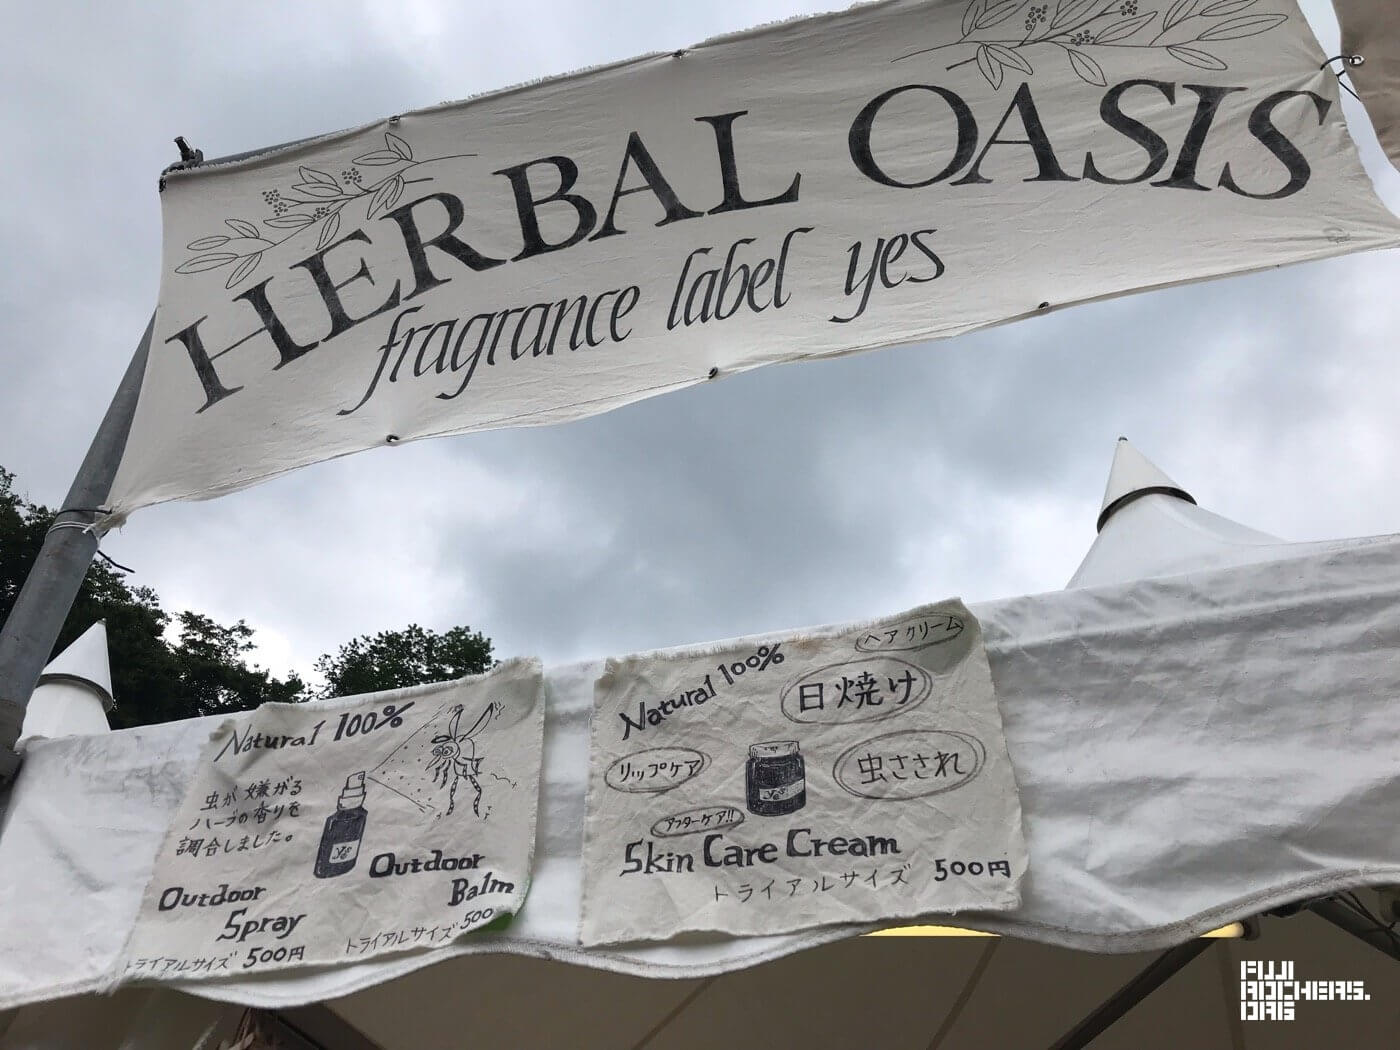 HERBAL OASIS
fragrance label yes
Natural 100%
虫が嫌がる
ハーブの香りを
調合しました。
yes
Outdoor
Spray
トライアルサイズ 500円
Outdoor
Balm
トライアルサイズ 500
Natural 100%
ヘアクリーム
日焼け
リップケア
虫さされ
yes
アフターケア!!
Skin Care Cream
トライアルサイズ 500円
FUJI
ROCKERS.
ORG